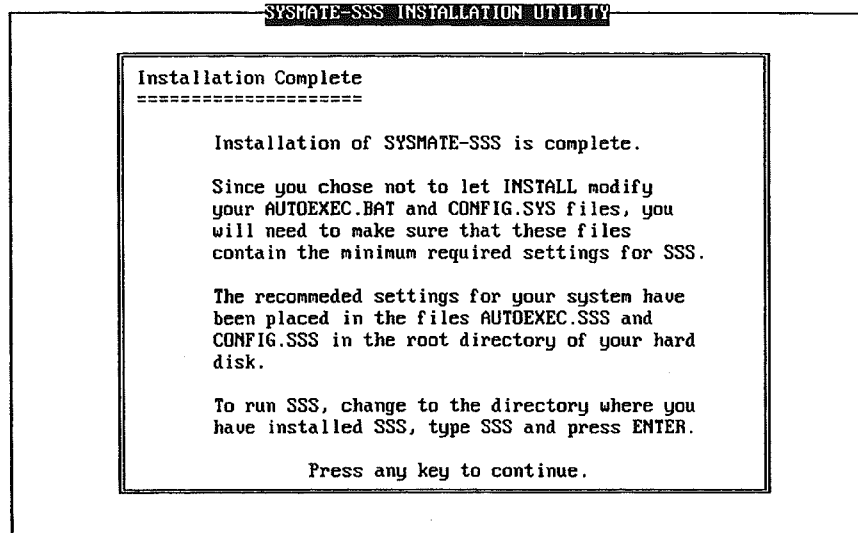 SYSMATE-SSS INSTALLATION UTILITY
Installation Complete
=====================
Installation of SYSMATE-SSS is complete.
Since you chose not to let INSTALL modify
your AUTOEXEC.BAT and CONFIG.SYS files, you
will need to make sure that these files
contain the minimum required settings for SSS.
The recommeded settings for your system have
been placed in the files AUTOEXEC.SSS and
CONFIG.SSS in the root directory of your hard
disk.
To run SSS, change to the directory where you
have installed SSS, type SSS and press ENTER.
Press any key to continue.